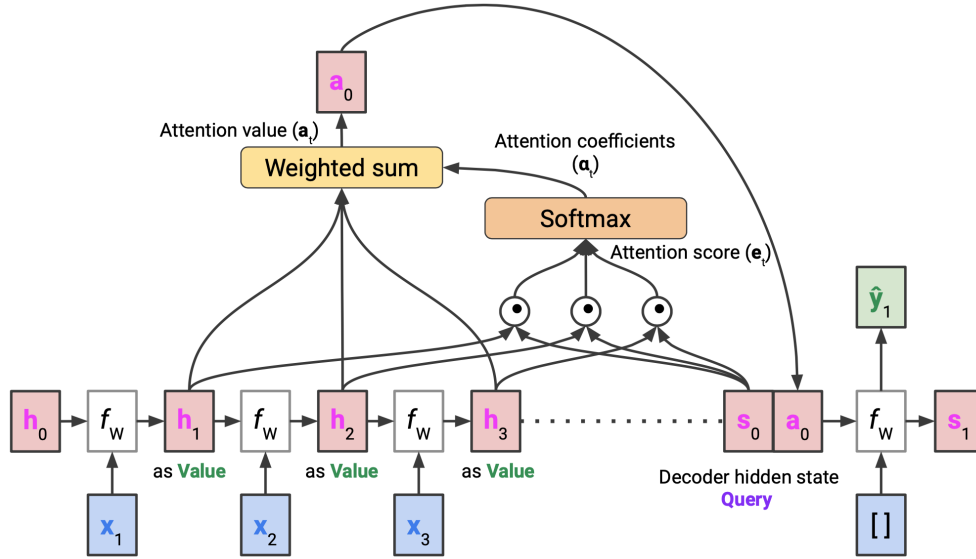 a0
Attention value (at)
Attention coefficients
(αt)
Weighted sum
Softmax
Attention score (et)
ŷ1
h0
fW
h1
fW
h2
fW
h3
s0
a0
fW
s1
as Value
as Value
as Value
Decoder hidden state
Query
x1
x2
x3
[ ]